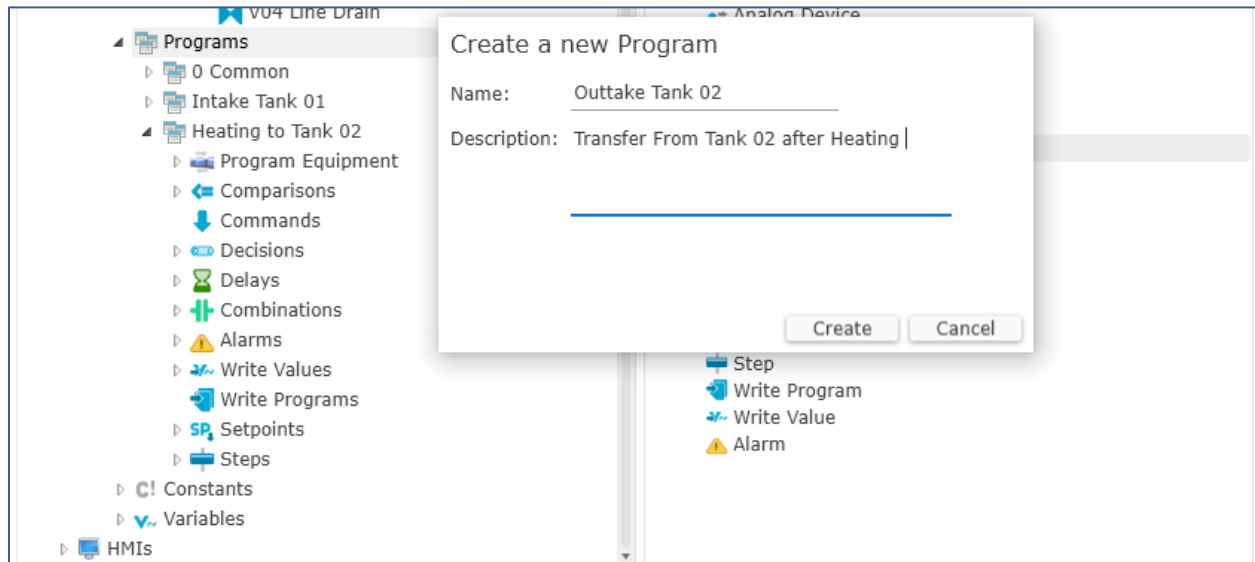 V04 Line Drain
Programs
0 Common
Intake Tank 01
Heating to Tank 02
Program Equipment
Comparisons
Commands
Decisions
Delays
Combinations
Alarms
Write Values
Write Programs
SP Setpoints
Steps
C! Constants
V Variables
HMIs
Analog Device
Create a new Program
Name: Outtake Tank 02
Description: Transfer From Tank 02 after Heating
Create Cancel
Step
Write Program
Write Value
Alarm